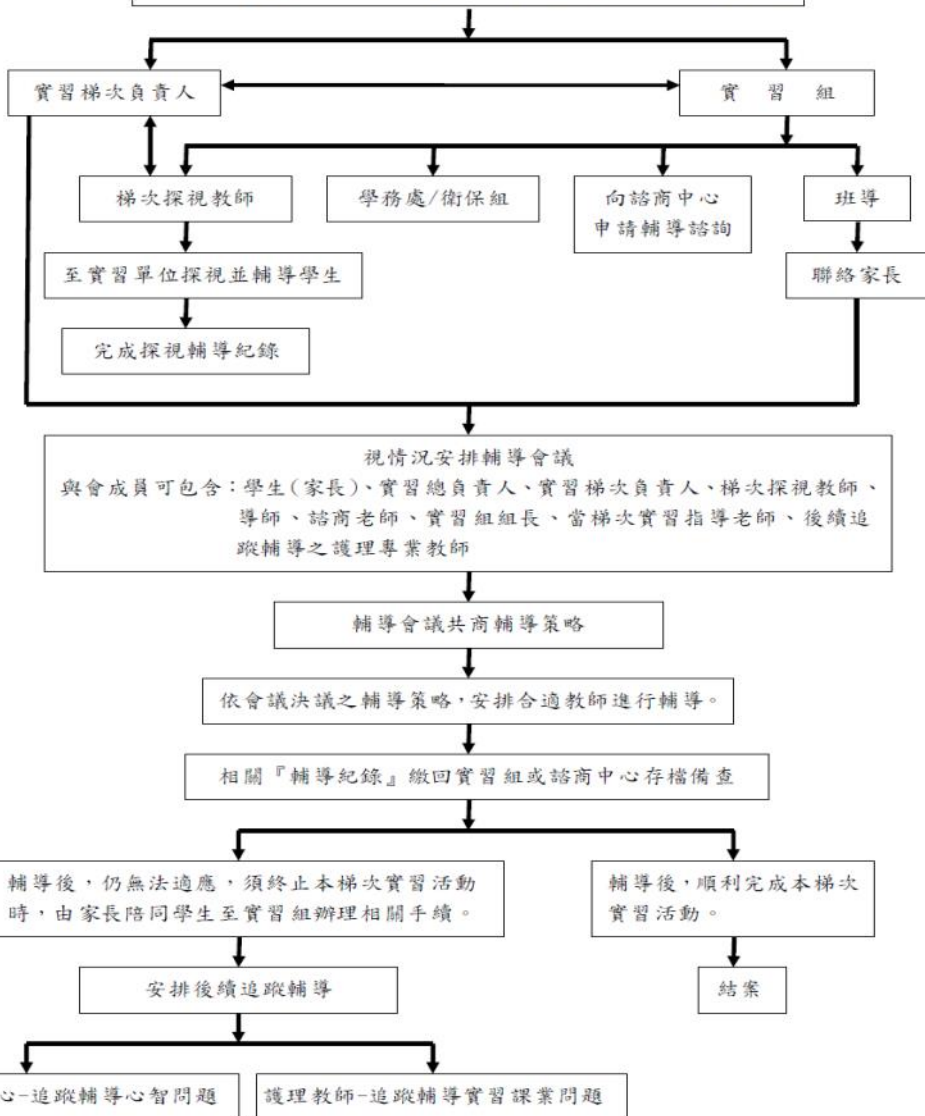 實習梯次負責人
實習組
梯次探視教師
學務處/衛保組
向諮商中心
申請輔導諮詢
班導
至實習單位探視並輔導學生
聯絡家長
完成探視輔導紀錄
視情況安排輔導會議
與會成員可包含：學生(家長)、實習總負責人、實習梯次負責人、梯次探視教師、
導師、諮商老師、實習組組長、當梯次實習指導老師、後續追
蹤輔導之護理專業教師
輔導會議共商輔導策略
依會議決議之輔導策略，安排合適教師進行輔導。
相關『輔導紀錄』繳回實習組或諮商中心存檔備查
輔導後，仍無法適應，須終止本梯次實習活動
時，由家長陪同學生至實習組辦理相關手續。
輔導後，順利完成本梯次
實習活動。
安排後續追蹤輔導
結案
心-追蹤輔導心智問題
護理教師-追蹤輔導實習課業問題